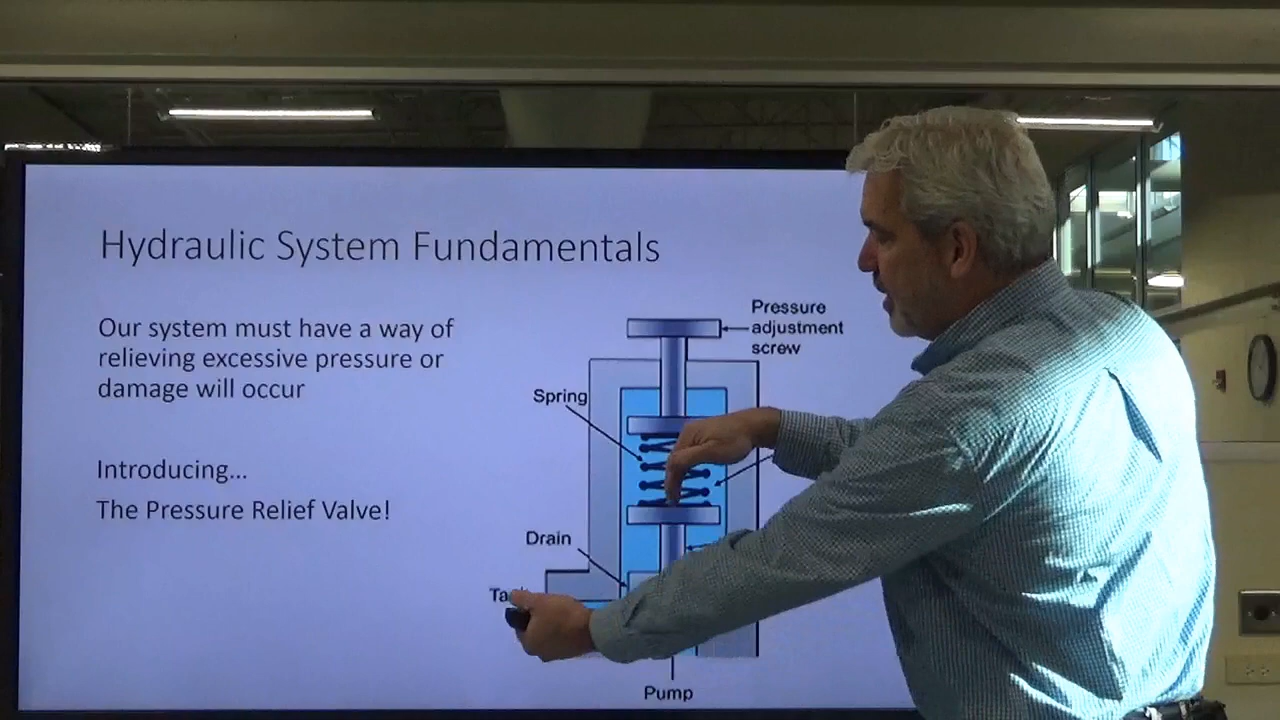 Hydraulic System Fundamentals
Our system must have a way of
relieving excessive pressure or
damage will occur
Introducing...
The Pressure Relief Valve!
Pressure
adjustment
screw
Spring
Drain
Pump